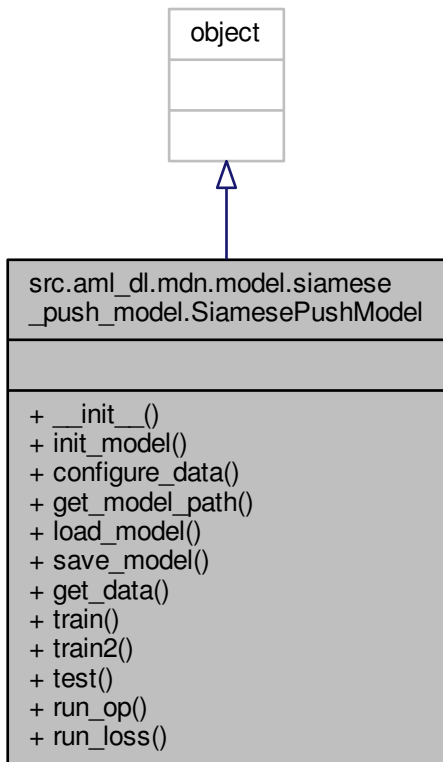 object
src.aml_dl.mdn.model.siamese
_push_model.SiamesePushModel
+ __init__()
+ init_model()
+ configure_data()
+ get_model_path()
+ load_model()
+ save_model()
+ get_data()
+ train()
+ train2()
+ test()
+ run_op()
+ run_loss()